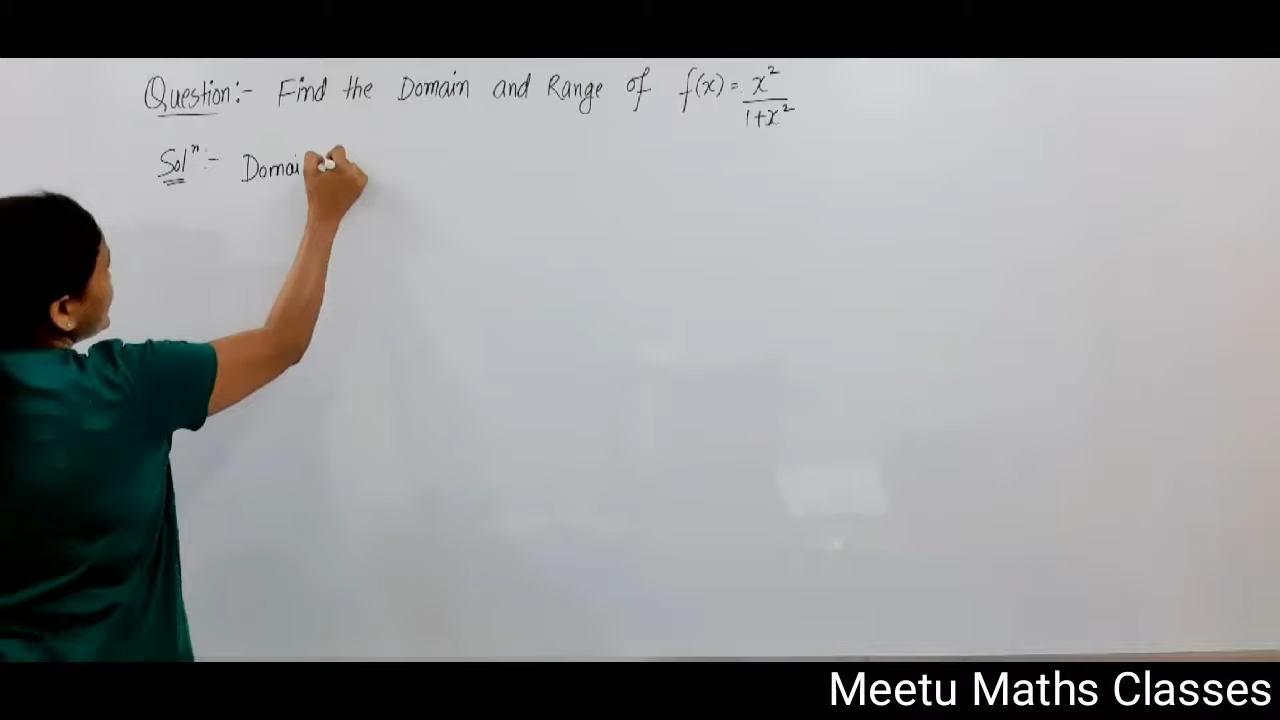 Question:- Find the Domain and Range of f(x) = x²/1+x²
Solⁿ:- Domai
Meetu Maths Classes